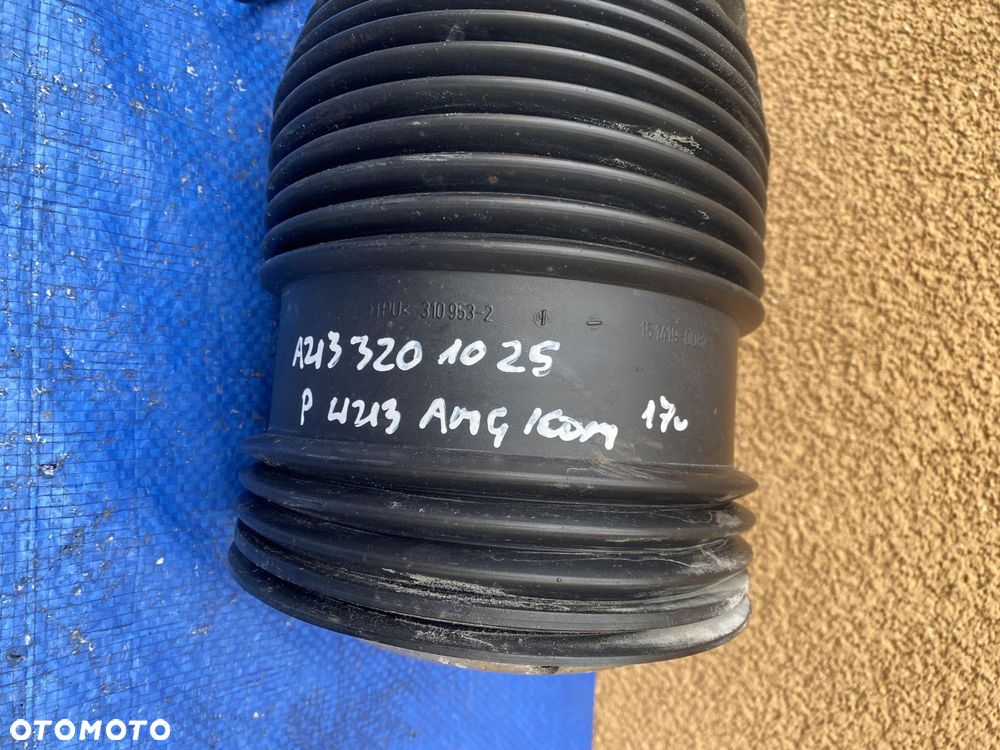 >TPU< 310953-2
A213 320 10 25
P W213 AMG KOM 17r
OTOMOTO